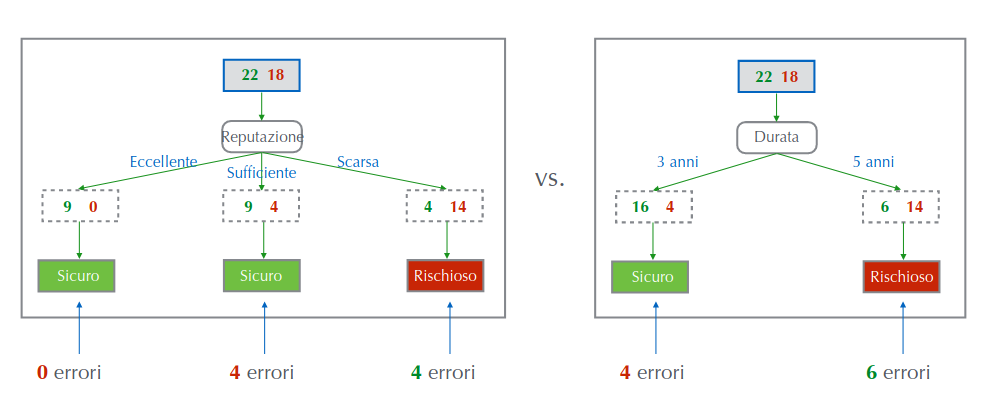 22 18
Reputazione
Eccellente
Sufficiente
Scarsa
9 0
9 4
4 14
Sicuro
Sicuro
Rischioso
0 errori
4 errori
4 errori
vs.
22 18
Durata
3 anni
5 anni
16 4
6 14
Sicuro
Rischioso
4 errori
6 errori